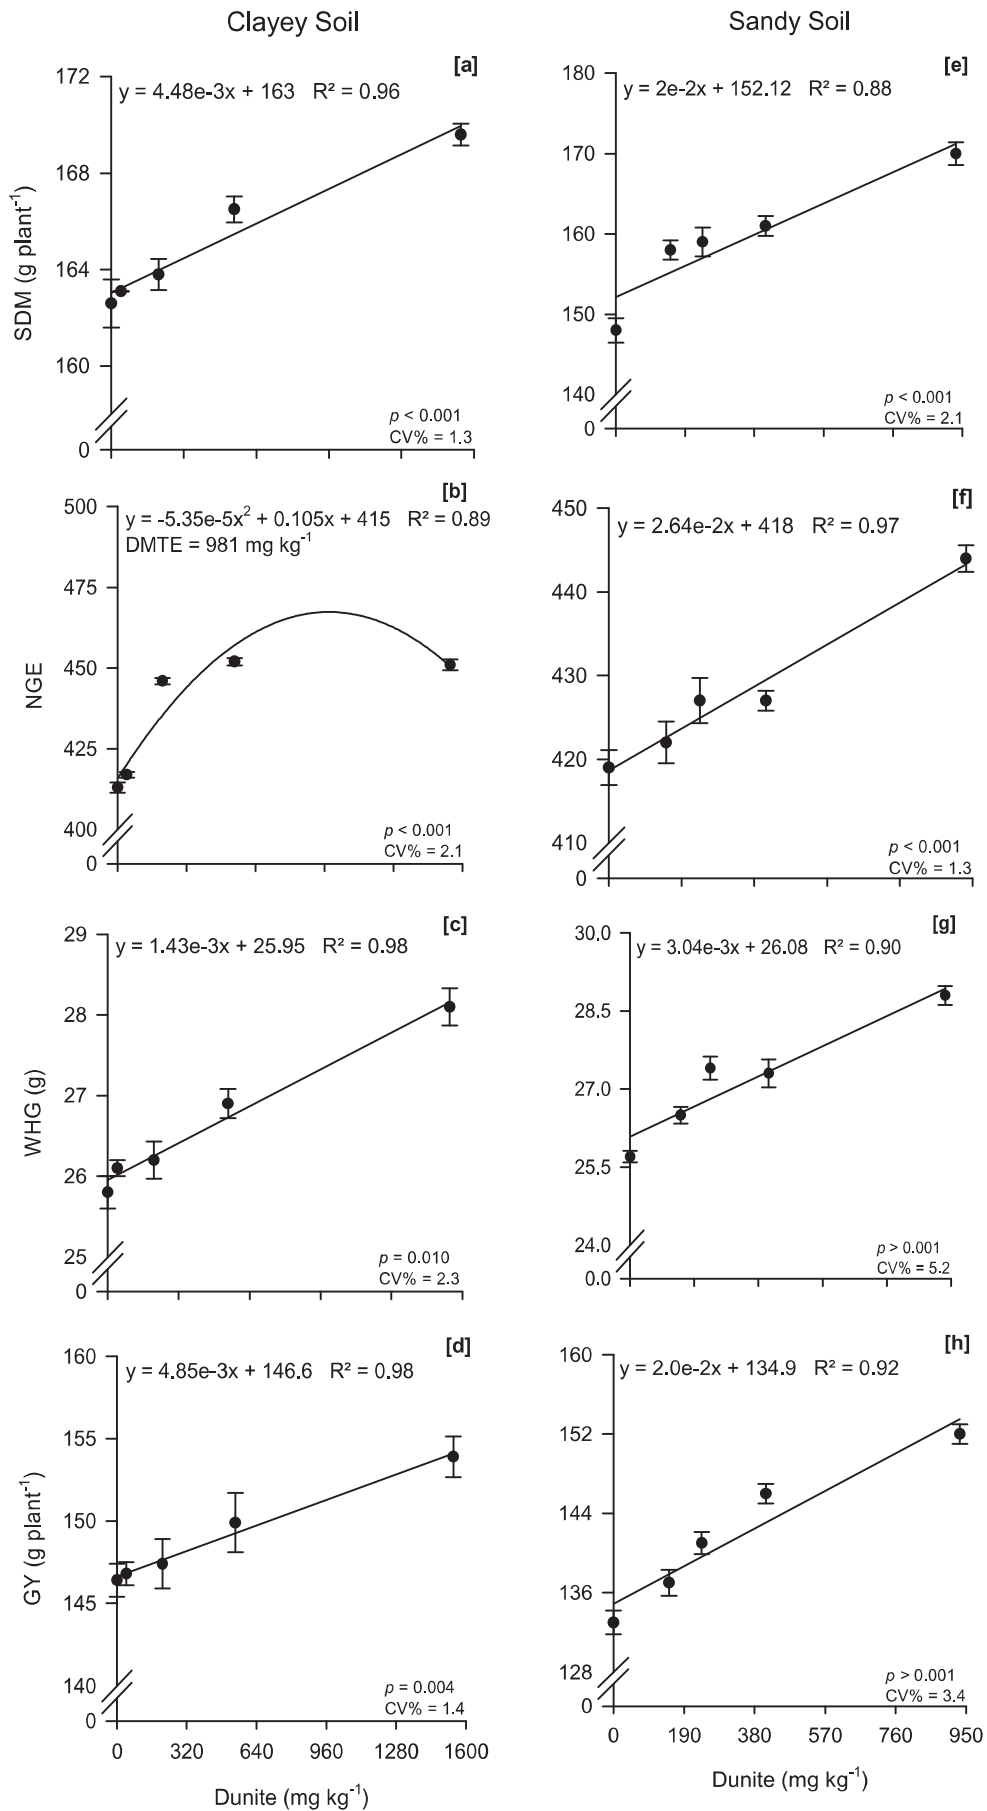 Clayey Soil
Sandy Soil
[a]
y = 4.48e-3x + 163 R² = 0.96
SDM (g plant⁻¹)
172
168
164
160
0
p < 0.001
CV% = 1.3
[e]
y = 2e-2x + 152.12 R² = 0.88
180
170
160
150
140
0
p < 0.001
CV% = 2.1
[b]
y = -5.35e-5x² + 0.105x + 415 R² = 0.89
DMTE = 981 mg kg⁻¹
NGE
500
475
450
425
400
0
p < 0.001
CV% = 2.1
[f]
y = 2.64e-2x + 418 R² = 0.97
450
440
430
420
410
0
p < 0.001
CV% = 1.3
[c]
y = 1.43e-3x + 25.95 R² = 0.98
WHG (g)
29
28
27
26
25
0
p = 0.010
CV% = 2.3
[g]
y = 3.04e-3x + 26.08 R² = 0.90
30.0
28.5
27.0
25.5
24.0
0.0
p > 0.001
CV% = 5.2
[d]
y = 4.85e-3x + 146.6 R² = 0.98
GY (g plant⁻¹)
160
155
150
145
140
0
p = 0.004
CV% = 1.4
0 320 640 960 1280 1600
Dunite (mg kg⁻¹)
[h]
y = 2.0e-2x + 134.9 R² = 0.92
160
152
144
136
128
0
p > 0.001
CV% = 3.4
0 190 380 570 760 950
Dunite (mg kg⁻¹)